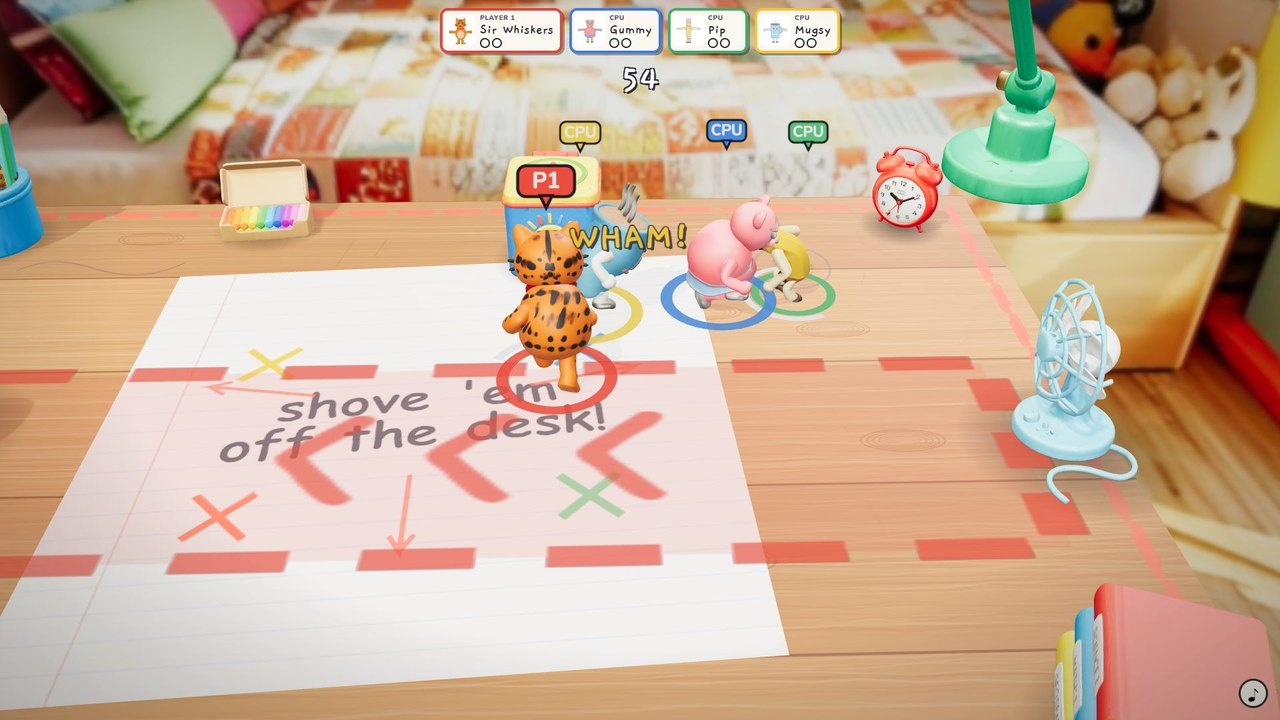 PLAYER 1
Sir Whiskers
CPU
Gummy
CPU
Pip
CPU
Mugsy
54
CPU
CPU
CPU
P1
WHAM!
shove 'em
off the desk!